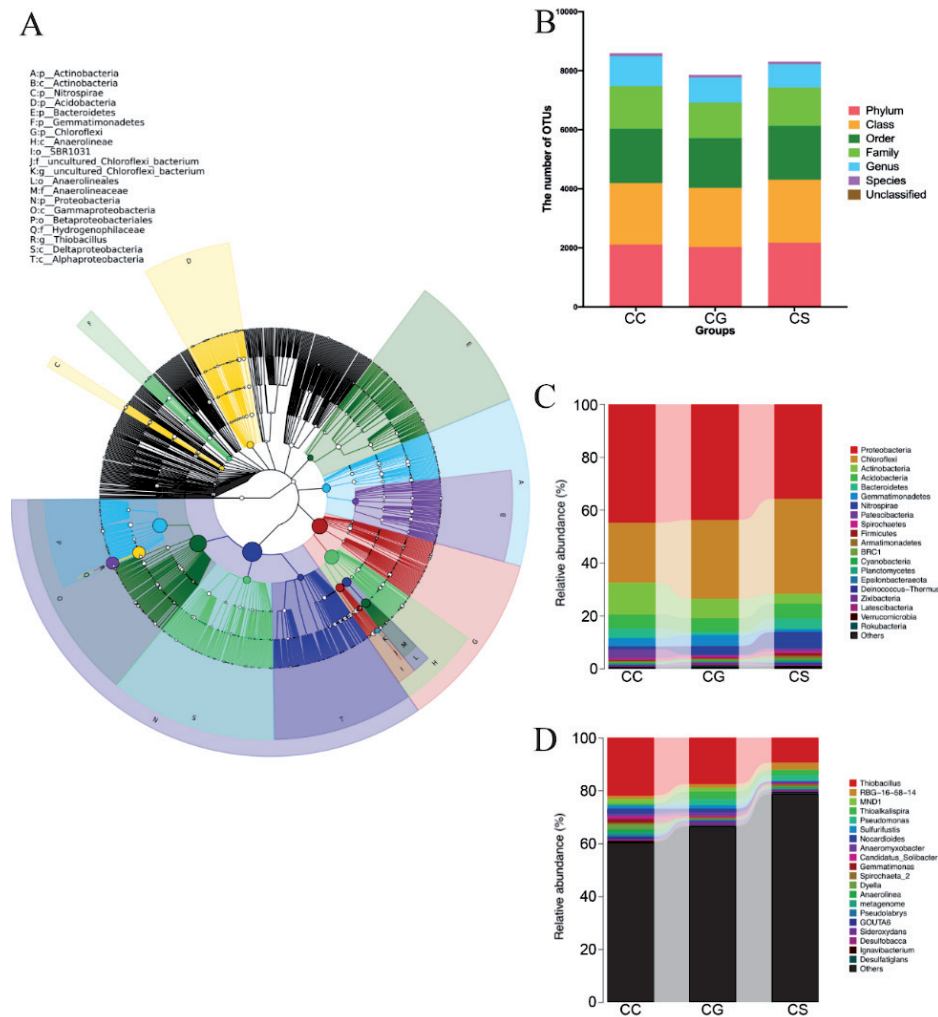 A
A:p__Actinobacteria
B:c__Actinobacteria
C:p__Nitrospirae
D:p__Acidobacteria
E:p__Bacteroidetes
F:p__Gemmatimonadetes
G:p__Chloroflexi
H:c__Anaerolineae
I:o__SBR1031
J:f__uncultured_Chloroflexi_bacterium
K:g__uncultured_Chloroflexi_bacterium
L:o__Anaerolineales
M:f__Anaerolineaceae
N:p__Proteobacteria
O:c__Gammaproteobacteria
P:o__Betaproteobacteriales
Q:f__Hydrogenophilaceae
R:g__Thiobacillus
S:c__Deltaproteobacteria
T:c__Alphaproteobacteria
D
F
C
E
A
B
G
H
L
M
I
T
S
N
O
P
Q
B
The number of OTUs
10000
8000
6000
4000
2000
0
CC
CG
CS
Groups
Phylum
Class
Order
Family
Genus
Species
Unclassified
C
Relative abundance (%)
100
80
60
40
20
0
CC
CG
CS
Proteobacteria
Chloroflexi
Actinobacteria
Acidobacteria
Bacteroidetes
Gemmatimonadetes
Nitrospirae
Patescibacteria
Spirochaetes
Firmicutes
Armatimonadetes
BRC1
Cyanobacteria
Planctomycetes
Epsilonbacteraeota
Deinococcus-Thermus
Zixibacteria
Latescibacteria
Verrucomicrobia
Rokubacteria
Others
D
Relative abundance (%)
100
80
60
40
20
0
CC
CG
CS
Thiobacillus
RBG-16-58-14
MND1
Thioalkalispira
Pseudomonas
Sulfurifustis
Nocardioides
Anaeromyxobacter
Candidatus_Solibacter
Gemmatimonas
Spirochaeta_2
Dyella
Anaerolinea
metagenome
Pseudolabrys
GOUTA6
Sideroxydans
Desulfobacca
Ignavibacterium
Desulfatiglans
Others